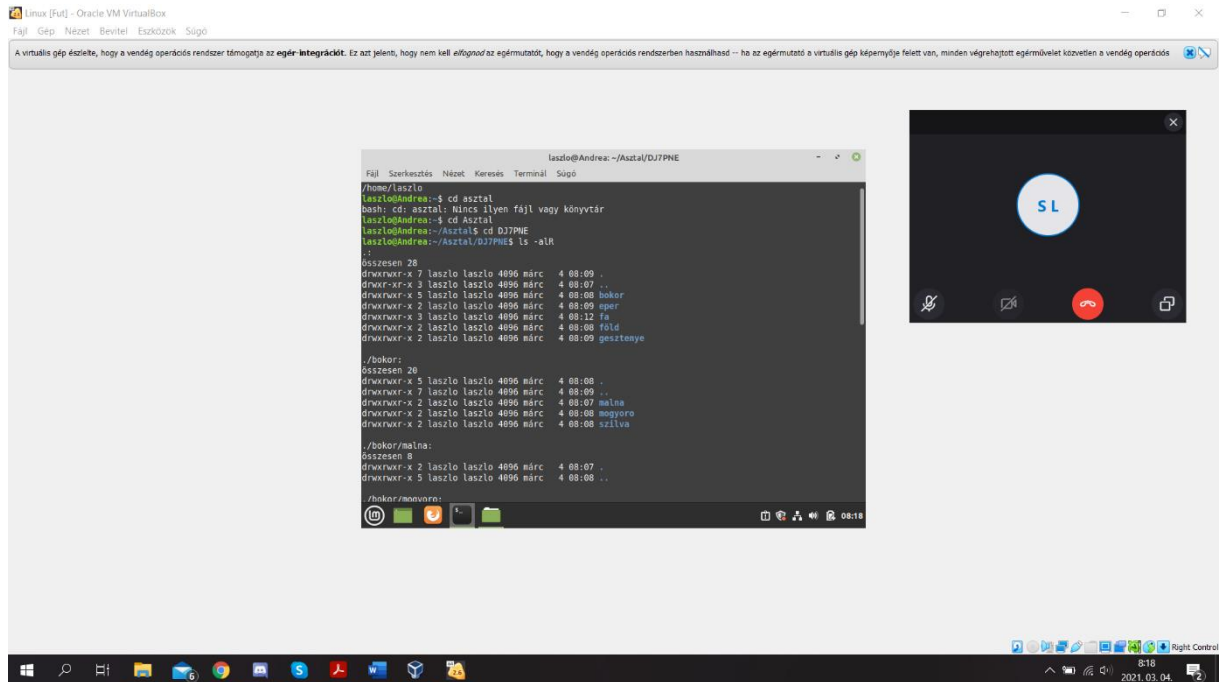 Linux [Fut] - Oracle VM VirtualBox
Fájl Gép Nézet Bevitel Eszközök Súgó
A virtuális gép észlelte, hogy a vendég operációs rendszer támogatja az egér-integrációt. Ez azt jelenti, hogy nem kell elfognod az egérmutatót, hogy a vendég operációs rendszerben használhasd -- ha az egérmutató a virtuális gép képernyője felett van, minden végrehajtott egérművelet közvetlen a vendég operációs
laszlo@Andrea: ~/Asztal/DJ7PNE
Fájl Szerkesztés Nézet Keresés Terminál Súgó
/home/laszlo
laszlo@Andrea:~$ cd asztal
bash: cd: asztal: Nincs ilyen fájl vagy könyvtár
laszlo@Andrea:~$ cd Asztal
laszlo@Andrea:~/Asztal$ cd DJ7PNE
laszlo@Andrea:~/Asztal/DJ7PNE$ ls -alR
.:
összesen 28
drwxrwxr-x 7 laszlo laszlo 4096 márc 4 08:09 .
drwxr-xr-x 3 laszlo laszlo 4096 márc 4 08:07 ..
drwxrwxr-x 5 laszlo laszlo 4096 márc 4 08:08 bokor
drwxrwxr-x 2 laszlo laszlo 4096 márc 4 08:09 eper
drwxrwxr-x 3 laszlo laszlo 4096 márc 4 08:12 fa
drwxrwxr-x 2 laszlo laszlo 4096 márc 4 08:08 föld
drwxrwxr-x 2 laszlo laszlo 4096 márc 4 08:09 gesztenye
./bokor:
összesen 20
drwxrwxr-x 5 laszlo laszlo 4096 márc 4 08:08 .
drwxrwxr-x 7 laszlo laszlo 4096 márc 4 08:09 ..
drwxrwxr-x 2 laszlo laszlo 4096 márc 4 08:07 malna
drwxrwxr-x 2 laszlo laszlo 4096 márc 4 08:08 mogyoro
drwxrwxr-x 2 laszlo laszlo 4096 márc 4 08:08 szilva
./bokor/malna:
összesen 8
drwxrwxr-x 2 laszlo laszlo 4096 márc 4 08:07 .
drwxrwxr-x 5 laszlo laszlo 4096 márc 4 08:08 ..
./bokor/mogyoro:
08:18
S L
Right Control
8:18
2021. 03. 04.